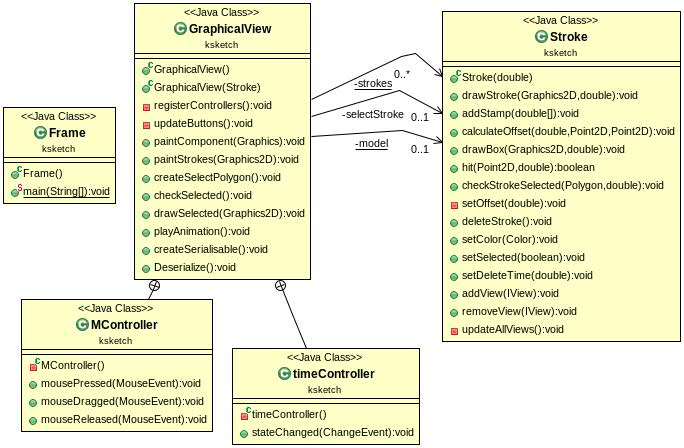 <<Java Class>>
GraphicalView
ksketch
GraphicalView()
GraphicalView(Stroke)
registerControllers():void
updateButtons():void
paintComponent(Graphics):void
paintStrokes(Graphics2D):void
createSelectPolygon():void
checkSelected():void
drawSelected(Graphics2D):void
playAnimation():void
createSerialisable():void
Deserialize():void
<<Java Class>>
Stroke
ksketch
Stroke(double)
drawStroke(Graphics2D,double):void
addStamp(double[]):void
calculateOffset(double,Point2D,Point2D):void
drawBox(Graphics2D,double):void
hit(Point2D,double):boolean
checkStrokeSelected(Polygon,double):void
setOffset(double):void
deleteStroke():void
setColor(Color):void
setSelected(boolean):void
setDeleteTime(double):void
addView(IView):void
removeView(IView):void
updateAllViews():void
-strokes
0..*
-selectStroke
0..1
-model
0..1
<<Java Class>>
Frame
ksketch
Frame()
main(String[]):void
<<Java Class>>
MController
ksketch
MController()
mousePressed(MouseEvent):void
mouseDragged(MouseEvent):void
mouseReleased(MouseEvent):void
<<Java Class>>
timeController
ksketch
timeController()
stateChanged(ChangeEvent):void